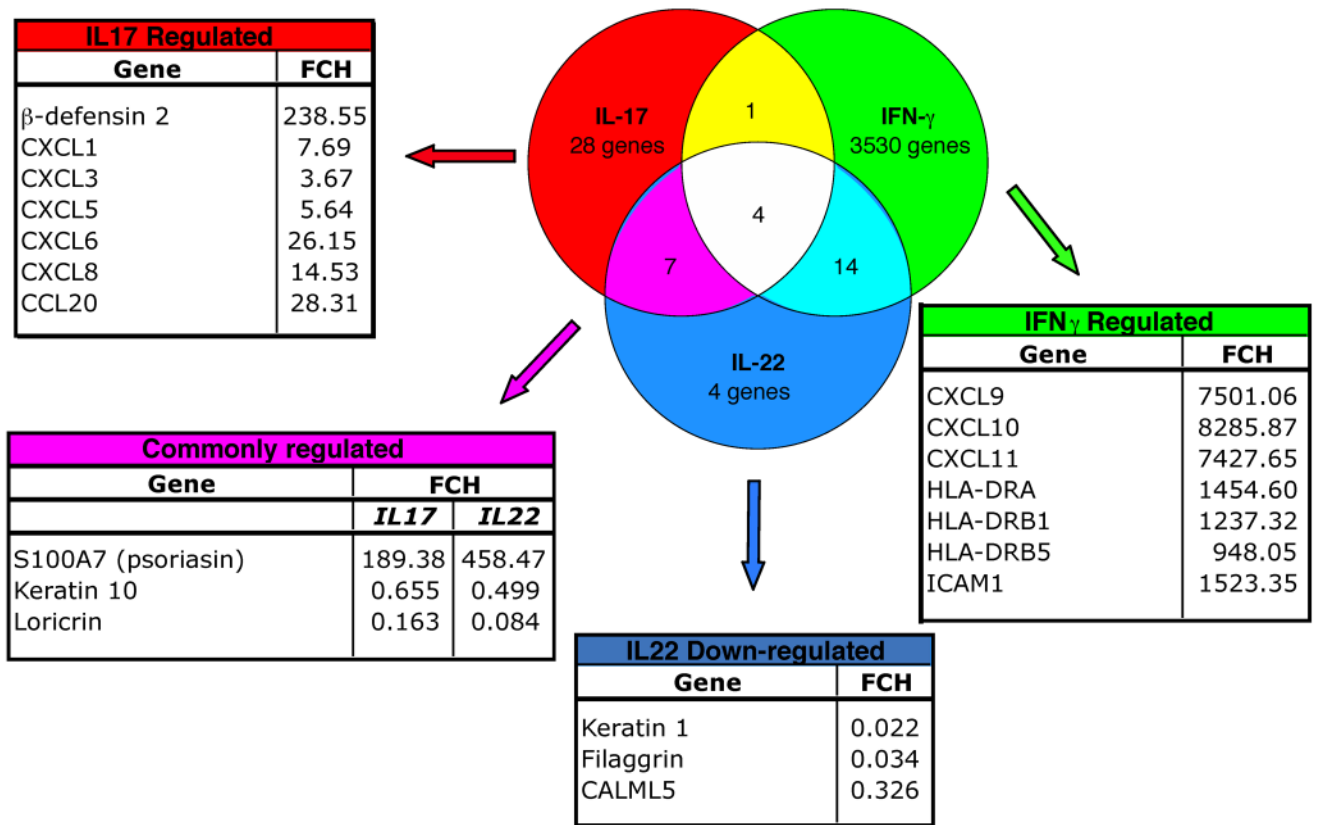 IL17 Regulated
Gene FCH
β-defensin 2 238.55
CXCL1 7.69
CXCL3 3.67
CXCL5 5.64
CXCL6 26.15
CXCL8 14.53
CCL20 28.31
IL-17
28 genes
1
IFN-γ
3530 genes
4
7
14
IL-22
4 genes
IFNγ Regulated
Gene FCH
CXCL9 7501.06
CXCL10 8285.87
CXCL11 7427.65
HLA-DRA 1454.60
HLA-DRB1 1237.32
HLA-DRB5 948.05
ICAM1 1523.35
Commonly regulated
Gene FCH
IL17 IL22
S100A7 (psoriasin) 189.38 458.47
Keratin 10 0.655 0.499
Loricrin 0.163 0.084
IL22 Down-regulated
Gene FCH
Keratin 1 0.022
Filaggrin 0.034
CALML5 0.326